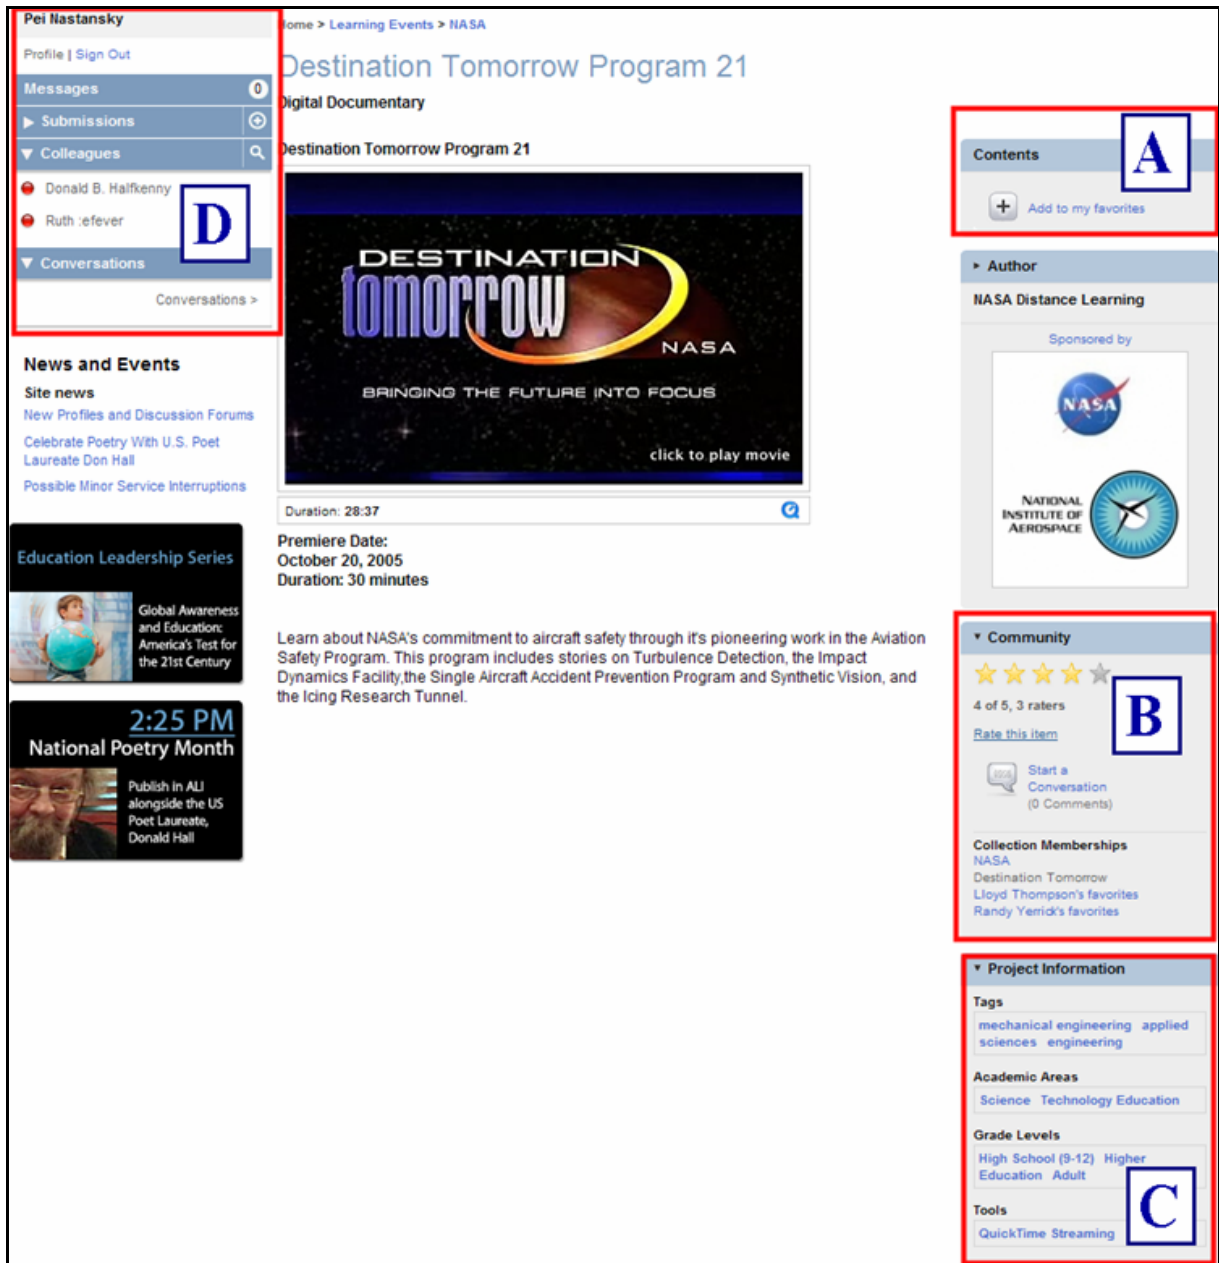 Pei Nastansky
Profile | Sign Out
Messages 0
Submissions
Colleagues
Donald B. Halfkenny
Ruth :efever
D
Conversations
Conversations >
News and Events
Site news
New Profiles and Discussion Forums
Celebrate Poetry With U.S. Poet
Laureate Don Hall
Possible Minor Service Interruptions
Education Leadership Series
Global Awareness
and Education:
America's Test for
the 21st Century
2:25 PM
National Poetry Month
Publish in ALI
alongside the US
Poet Laureate,
Donald Hall
Home > Learning Events > NASA
Destination Tomorrow Program 21
Digital Documentary
Destination Tomorrow Program 21
DESTINATION
tomorrow
NASA
BRINGING THE FUTURE INTO FOCUS
click to play movie
Duration: 28:37
Premiere Date:
October 20, 2005
Duration: 30 minutes
Learn about NASA's commitment to aircraft safety through it's pioneering work in the Aviation
Safety Program. This program includes stories on Turbulence Detection, the Impact
Dynamics Facility,the Single Aircraft Accident Prevention Program and Synthetic Vision, and
the Icing Research Tunnel.
Contents
A
Add to my favorites
Author
NASA Distance Learning
Sponsored by
NASA
NATIONAL
INSTITUTE OF
AEROSPACE
Community
4 of 5, 3 raters
B
Rate this item
Start a
Conversation
(0 Comments)
Collection Memberships
NASA
Destination Tomorrow
Lloyd Thompson's favorites
Randy Yerrick's favorites
Project Information
Tags
mechanical engineering applied
sciences engineering
Academic Areas
Science Technology Education
Grade Levels
High School (9-12) Higher
Education Adult
C
Tools
QuickTime Streaming